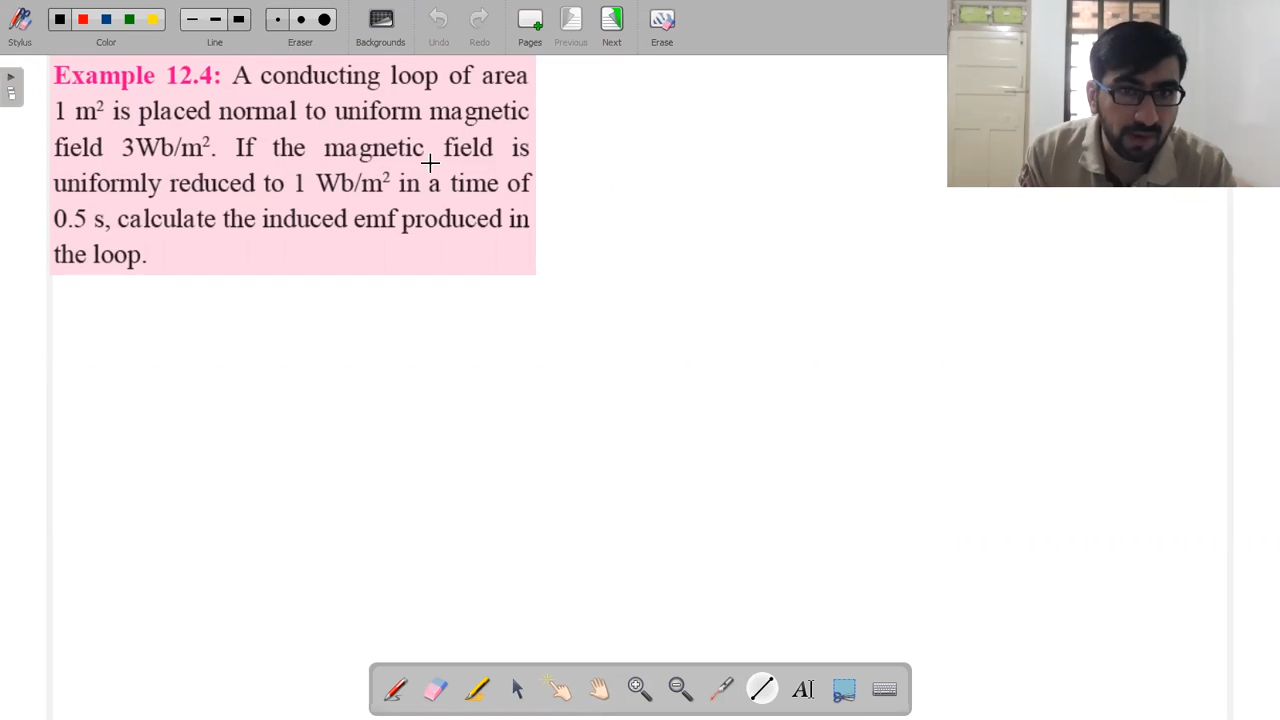 Stylus
Color
Line
Eraser
Backgrounds
Undo
Redo
Pages
Previous
Next
Erase
Example 12.4: A conducting loop of area
1 m² is placed normal to uniform magnetic
field 3Wb/m². If the magnetic field is
uniformly reduced to 1 Wb/m² in a time of
0.5 s, calculate the induced emf produced in
the loop.